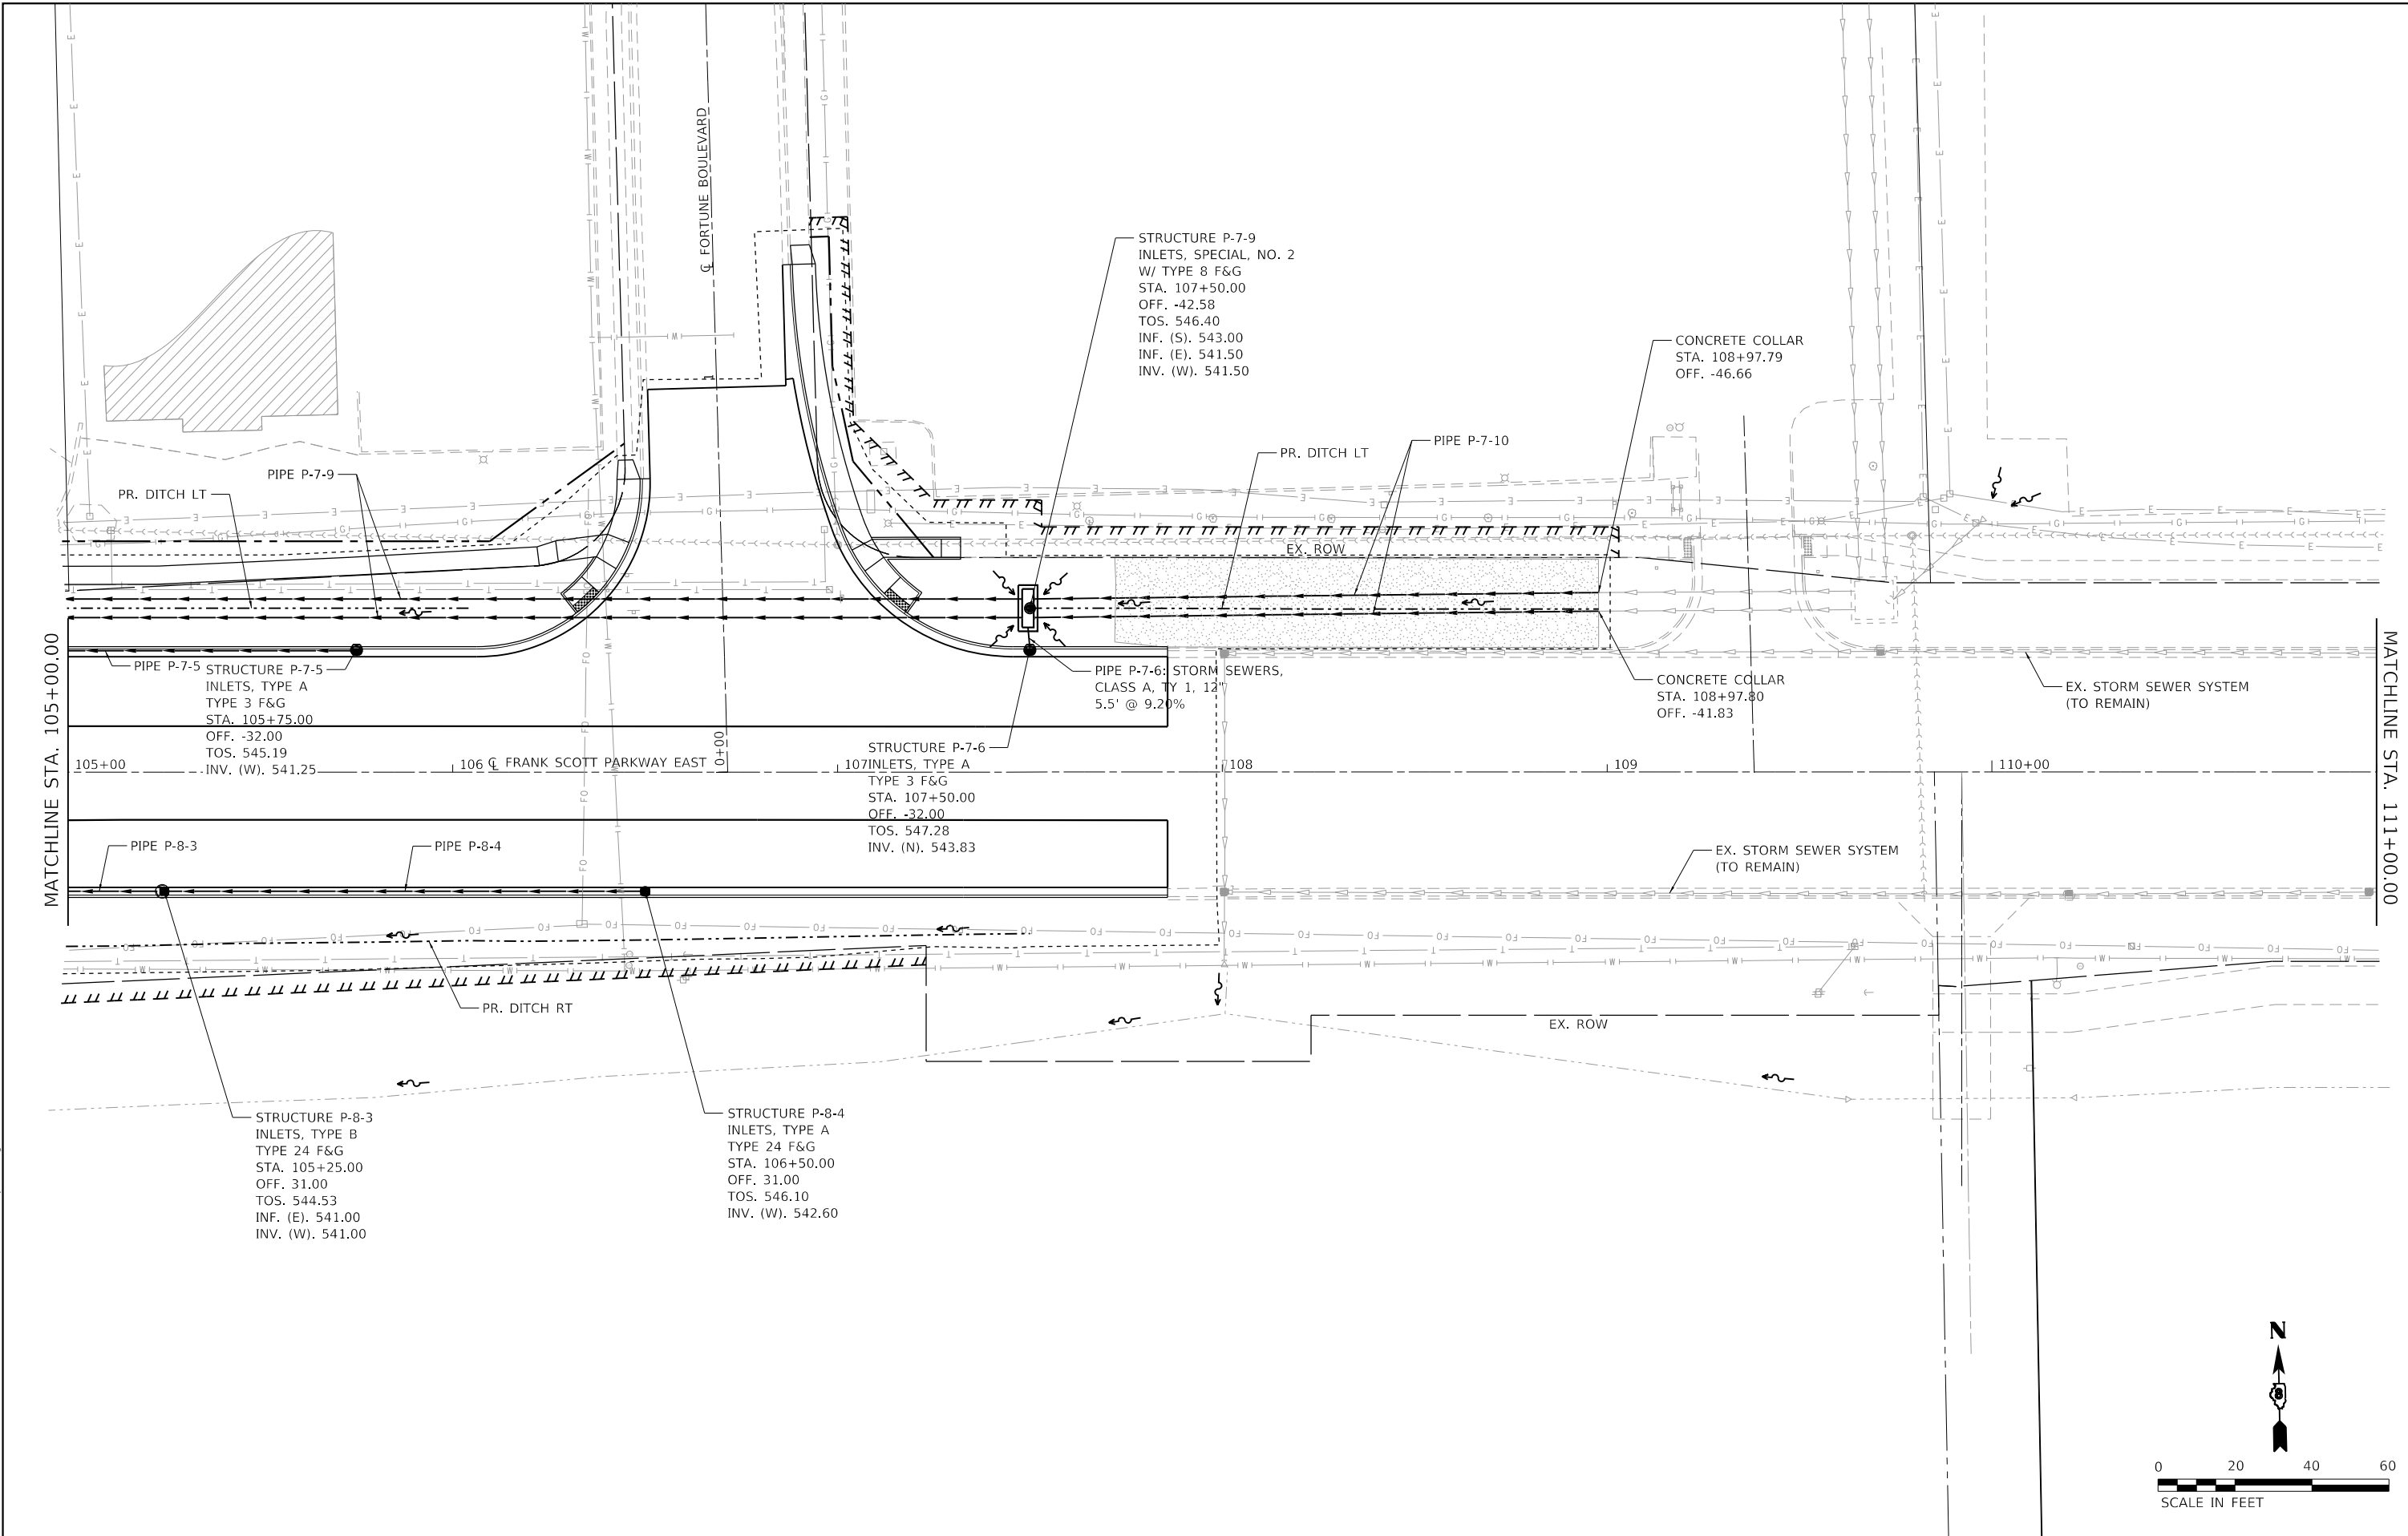 ℄ FORTUNE BOULEVARD
STRUCTURE P-7-9
INLETS, SPECIAL, NO. 2
W/ TYPE 8 F&G
STA. 107+50.00
OFF. -42.58
TOS. 546.40
INF. (S). 543.00
INF. (E). 541.50
INV. (W). 541.50
CONCRETE COLLAR
STA. 108+97.79
OFF. -46.66
PIPE P-7-10
PR. DITCH LT
PIPE P-7-9
PR. DITCH LT
EX. ROW
MATCHLINE STA. 105+00.00
PIPE P-7-5
STRUCTURE P-7-5
INLETS, TYPE A
TYPE 3 F&G
STA. 105+75.00
OFF. -32.00
TOS. 545.19
INV. (W). 541.25
PIPE P-7-6: STORM SEWERS,
CLASS A, TY 1, 12"
5.5' @ 9.20%
CONCRETE COLLAR
STA. 108+97.80
OFF. -41.83
EX. STORM SEWER SYSTEM
(TO REMAIN)
MATCHLINE STA. 111+00.00
STRUCTURE P-7-6
INLETS, TYPE A
TYPE 3 F&G
STA. 107+50.00
OFF. -32.00
TOS. 547.28
INV. (N). 543.83
105+00
106
℄ FRANK SCOTT PARKWAY EAST
0+00
107
108
109
110+00
PIPE P-8-3
PIPE P-8-4
EX. STORM SEWER SYSTEM
(TO REMAIN)
PR. DITCH RT
EX. ROW
STRUCTURE P-8-3
INLETS, TYPE B
TYPE 24 F&G
STA. 105+25.00
OFF. 31.00
TOS. 544.53
INF. (E). 541.00
INV. (W). 541.00
STRUCTURE P-8-4
INLETS, TYPE A
TYPE 24 F&G
STA. 106+50.00
OFF. 31.00
TOS. 546.10
INV. (W). 542.60
N
8
0 20 40 60
SCALE IN FEET